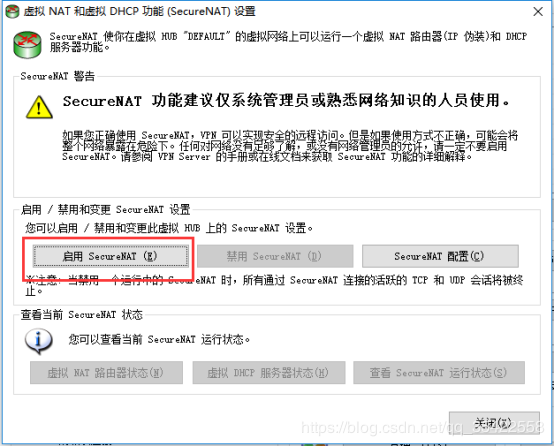 虚拟 NAT 和虚拟 DHCP 功能 (SecureNAT) 设置
SecureNAT 使你在虚拟 HUB "DEFAULT" 的虚拟网络上可以运行一个虚拟 NAT 路由器(IP 伪装)和 DHCP
服务器功能。
SecureNAT 警告
SecureNAT 功能建议仅系统管理员或熟悉网络知识的人员使用。
如果您正确使用 SecureNAT，VPN 可以实现安全的远程访问。但是如果使用方式不正确，可能会将
整个网络暴露在危险下。任何对网络没有足够了解，或没有网络管理员的允许，请一定不要启用
SecureNAT。请参阅 VPN Server 的手册或在线文档来获取 SecureNAT 功能的详细解释。
启用 / 禁用和变更 SecureNAT 设置
您可以启用 / 禁用和变更此虚拟 HUB 上的 SecureNAT 设置。
启用 SecureNAT (E)
禁用 SecureNAT (D)
SecureNAT 配置(C)
※注意：当禁用一个运行中的 SecureNAT 时，所有通过 SecureNAT 连接的活跃的 TCP 和 UDP 会话将被终
止。
查看当前 SecureNAT 状态
您可以查看当前 SecureNAT 运行状态。
虚拟 NAT 路由器状态(N)
虚拟 DHCP 服务器状态(H)
查看 SecureNAT 运行状态(S)
关闭(X)